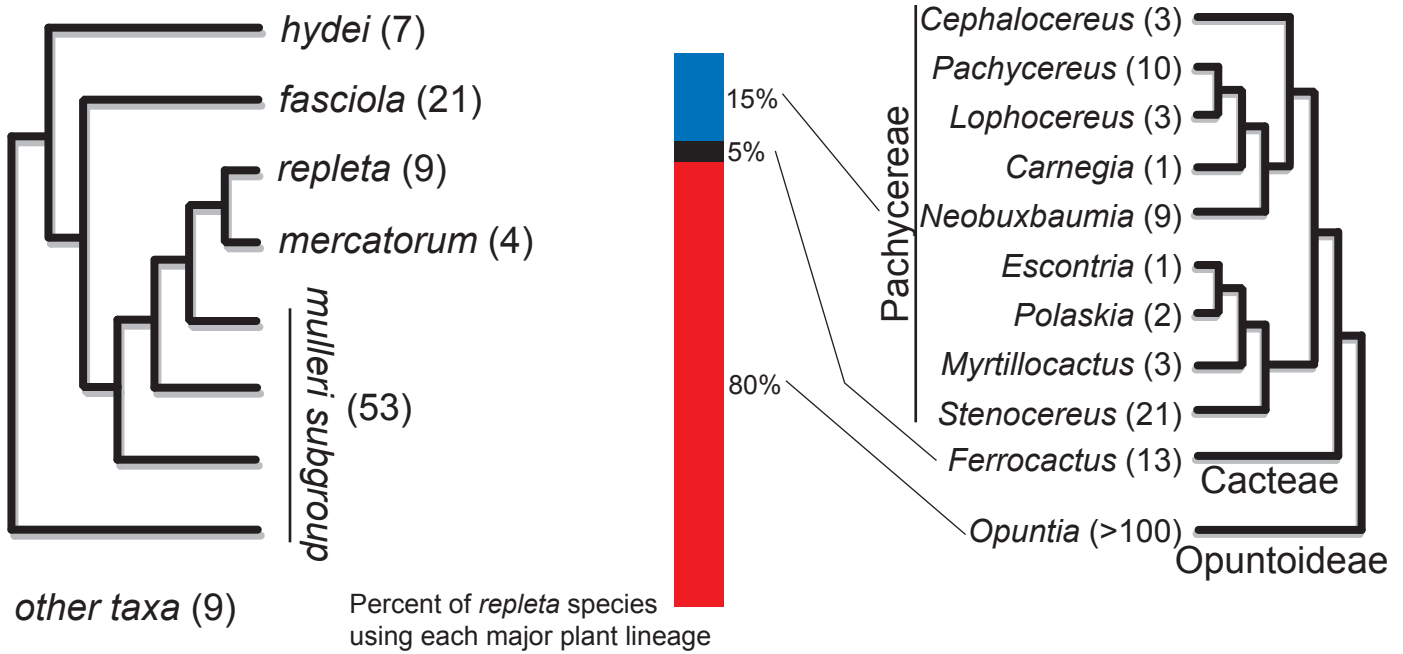 hydei (7)
fasciola (21)
repleta (9)
mercatorum (4)
mulleri subgroup
(53)
other taxa (9)
Percent of repleta species
using each major plant lineage
15%
5%
80%
Pachycereae
Cephalocereus (3)
Pachycereus (10)
Lophocereus (3)
Carnegia (1)
Neobuxbaumia (9)
Escontria (1)
Polaskia (2)
Myrtillocactus (3)
Stenocereus (21)
Ferrocactus (13)
Cacteae
Opuntia (>100)
Opuntoideae